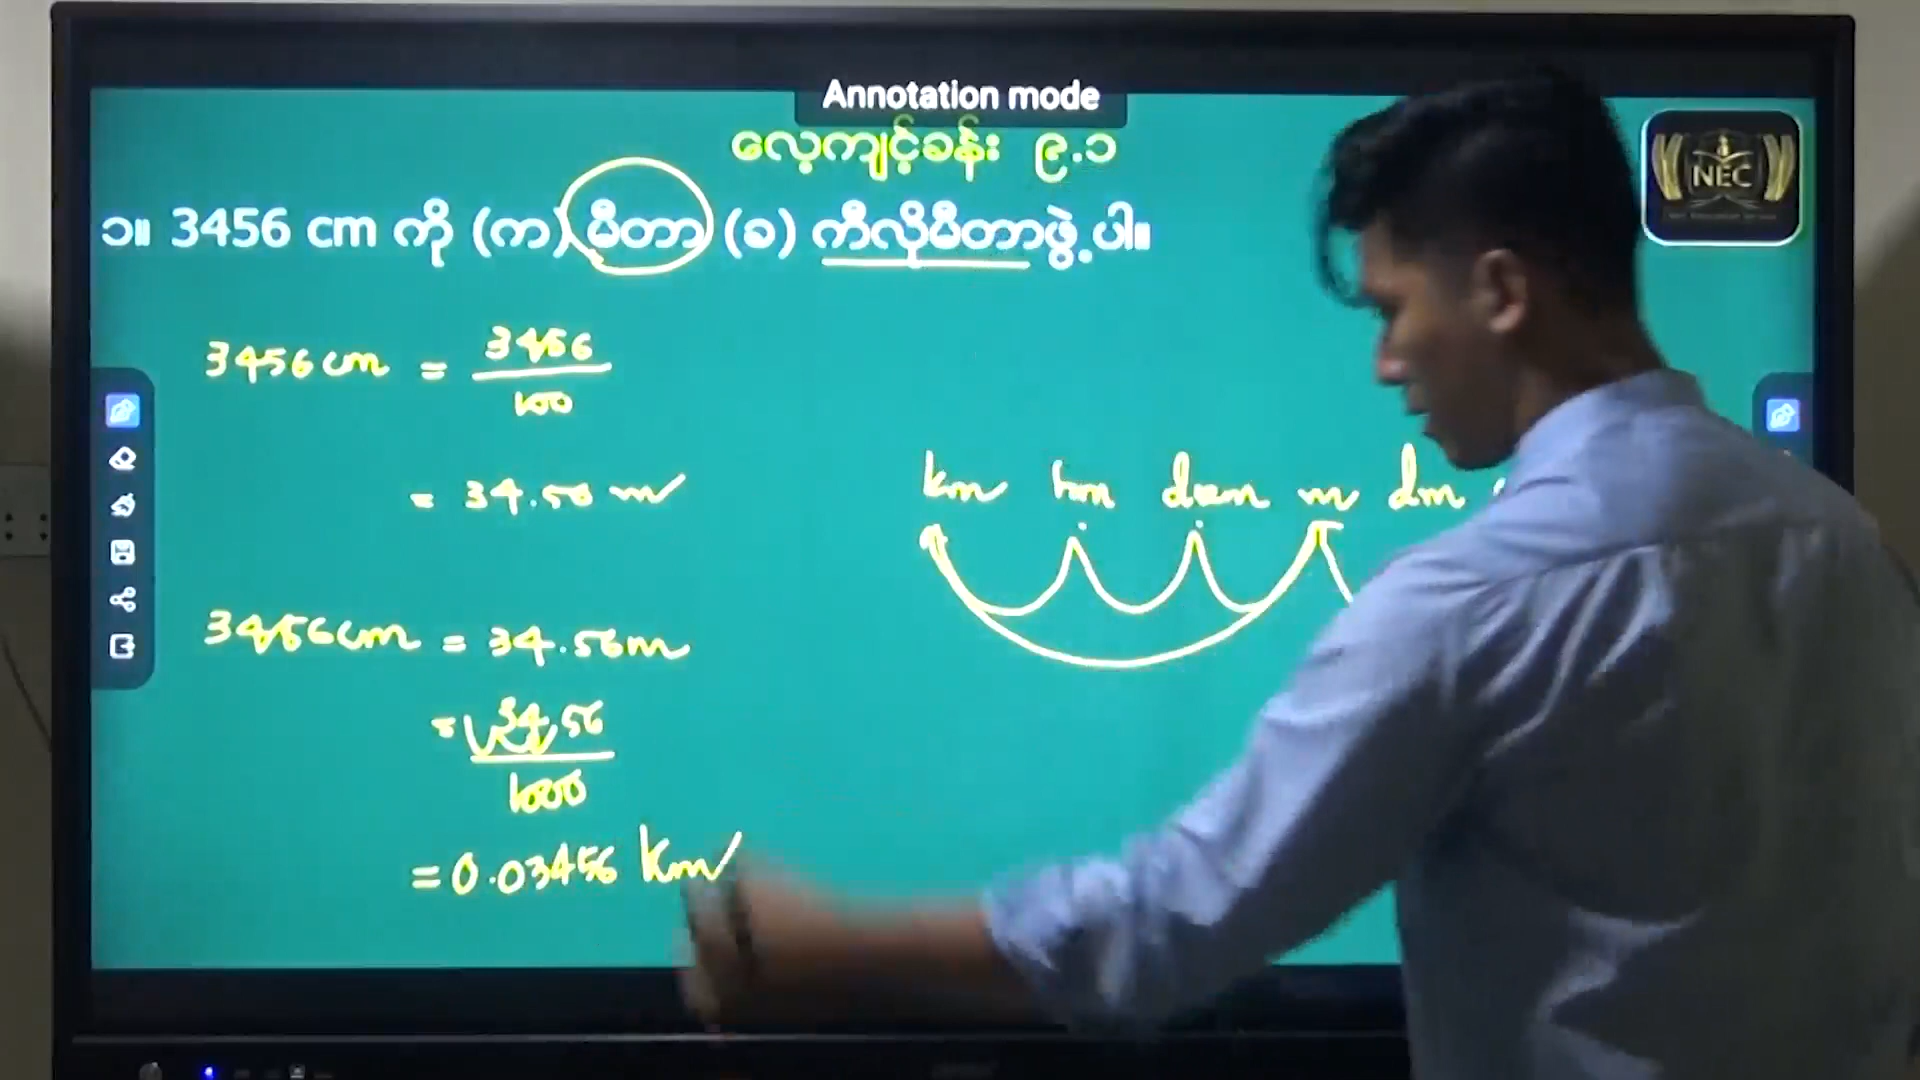 Annotation mode
လေ့ကျင့်ခန်း ၉.၁
NEC
၁။ 3456 cm ကို (က) မီတာ (ခ) ကီလိုမီတာဖွဲ့ပါ။
3456 cm = 3456
100
= 34.56 m
km hm dam m dm
3456 cm = 34.56 m
= 34.56
1000
= 0.03456 km